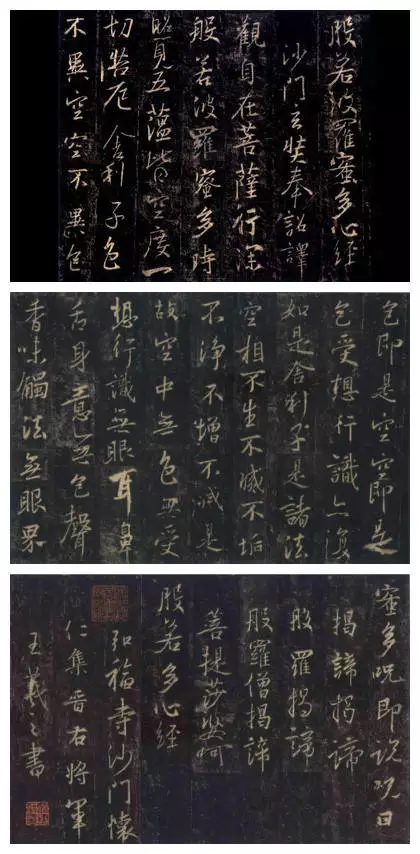 般若波羅蜜多心經
沙門玄奘奉詔譯
觀自在菩薩行深
般若波羅蜜多時
照見五蘊皆空度一
切苦厄舍利子色
不異空空不異色
色即是空空即是
色受想行識亦復
如是舍利子是諸法
空相不生不滅不垢
不淨不增不減是
故空中無色無受
想行識無眼耳鼻
舌身意無色聲
香味觸法無眼界
蜜多咒即說咒曰
揭諦揭諦
般羅揭諦
般羅僧揭諦
菩提莎婆呵
般若多心經
弘福寺沙門懷
仁集晉右將軍
王羲之書